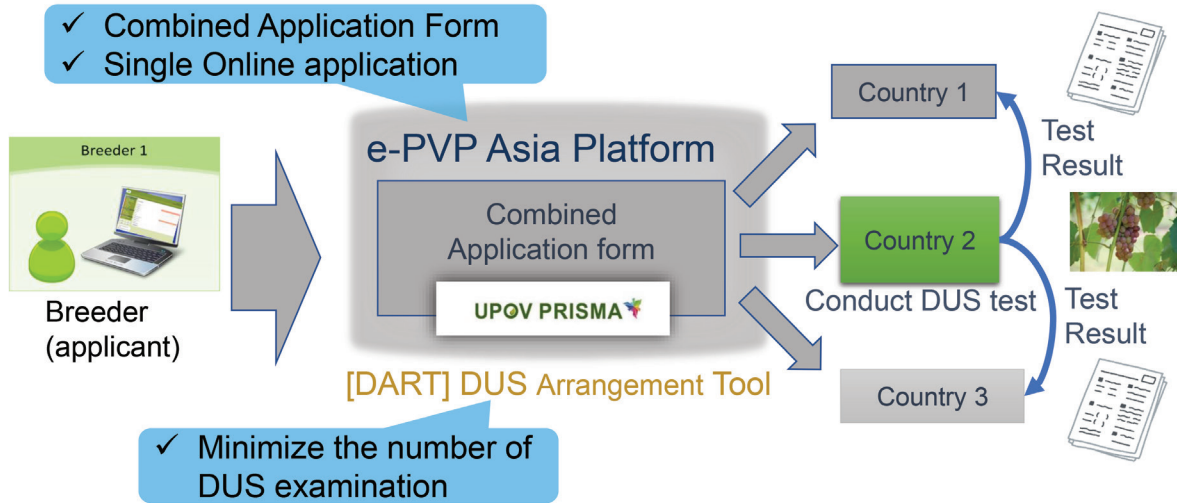 ✓ Combined Application Form
✓ Single Online application
Breeder 1
Breeder
(applicant)
e-PVP Asia Platform
Combined
Application form
UPOV PRISMA
[DART] DUS Arrangement Tool
✓ Minimize the number of
DUS examination
Country 1
Country 2
Conduct DUS test
Country 3
Test
Result
Test
Result